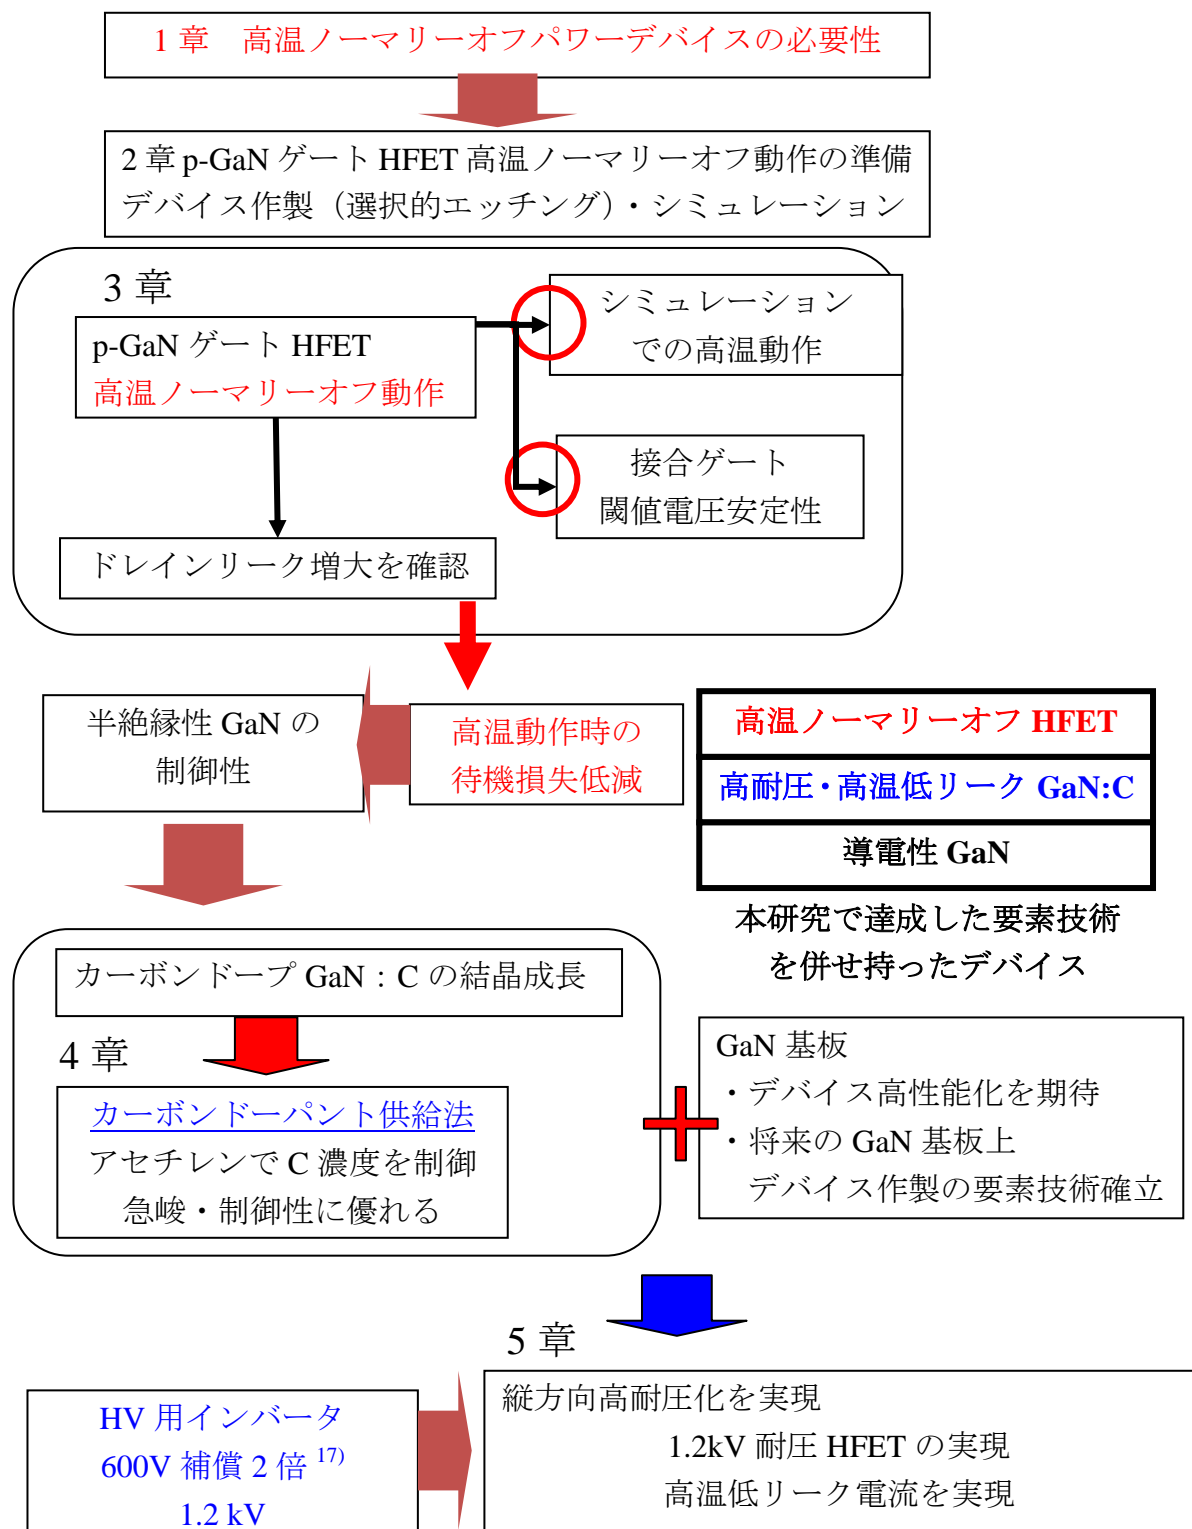 1 章　高温ノーマリーオフパワーデバイスの必要性
2 章 p-GaN ゲート HFET 高温ノーマリーオフ動作の準備
デバイス作製（選択的エッチング）・シミュレーション
3 章
p-GaN ゲート HFET
高温ノーマリーオフ動作
シミュレーション
での高温動作
接合ゲート
閾値電圧安定性
ドレインリーク増大を確認
半絶縁性 GaN の
制御性
高温動作時の
待機損失低減
高温ノーマリーオフ HFET
高耐圧・高温低リーク GaN:C
導電性 GaN
本研究で達成した要素技術
を併せ持ったデバイス
カーボンドープ GaN：C の結晶成長
4 章
カーボンドーパント供給法
アセチレンで C 濃度を制御
急峻・制御性に優れる
GaN 基板
・デバイス高性能化を期待
・将来の GaN 基板上
デバイス作製の要素技術確立
5 章
HV 用インバータ
600V 補償 2 倍 17)
1.2 kV
縦方向高耐圧化を実現
1.2kV 耐圧 HFET の実現
高温低リーク電流を実現